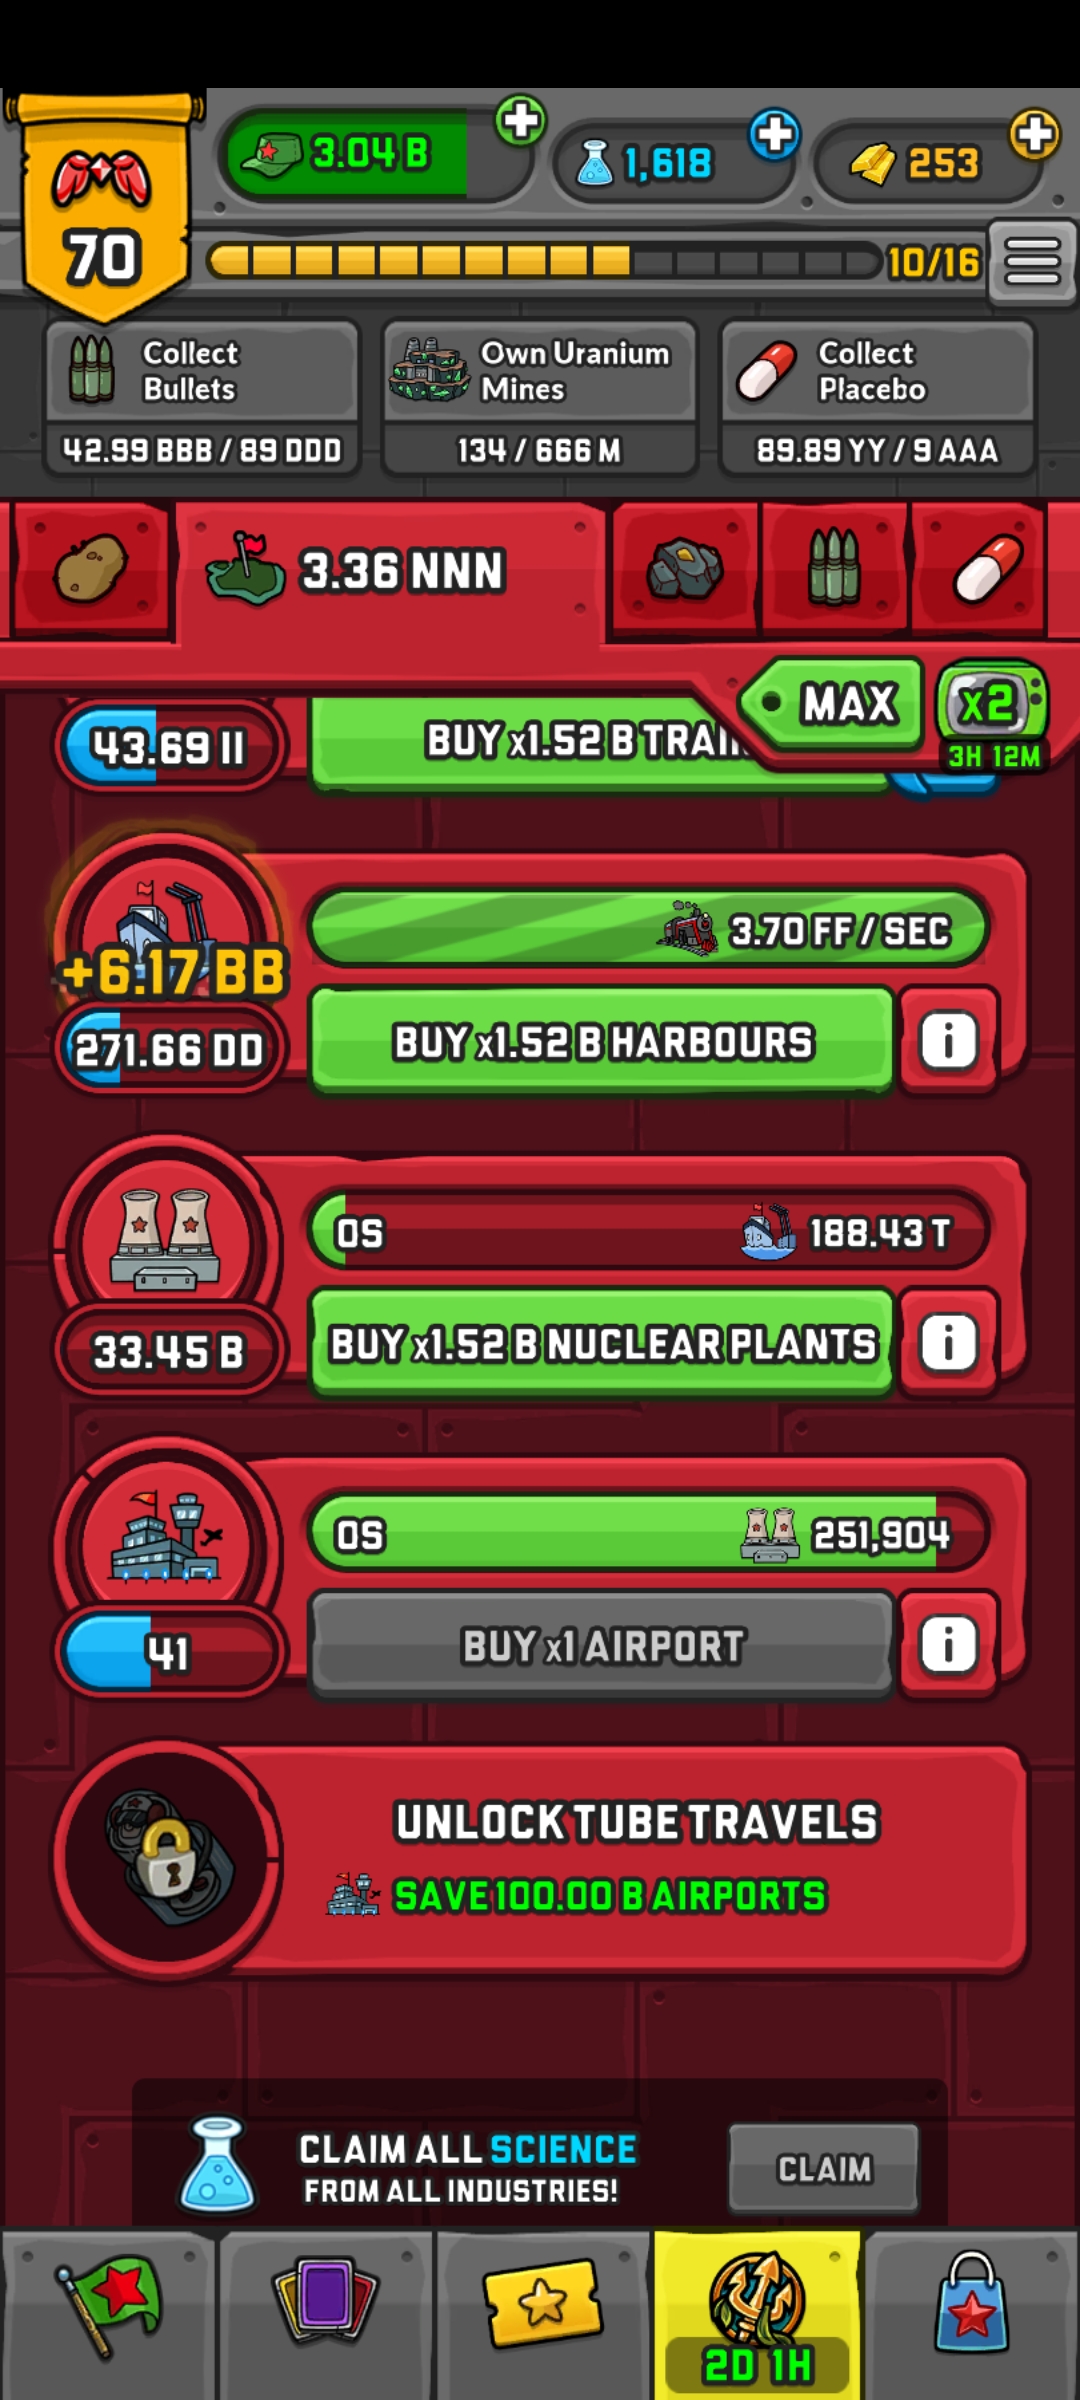 3.04 B
1,618
253
70
10/16
Collect
Bullets
42.99 BBB / 89 DDD
Own Uranium
Mines
134 / 666 M
Collect
Placebo
89.89 YY / 9 AAA
3.36 NNN
MAX
x2
3H 12M
43.69 II
BUY x1.52 B TRAI
3.70 FF / SEC
+6.17 BB
271.66 DD
BUY x1.52 B HARBOURS
i
0S
188.43 T
33.45 B
BUY x1.52 B NUCLEAR PLANTS
i
0S
251,904
41
BUY x1 AIRPORT
i
UNLOCK TUBE TRAVELS
SAVE 100.00 B AIRPORTS
CLAIM ALL SCIENCE
FROM ALL INDUSTRIES!
CLAIM
2D 1H